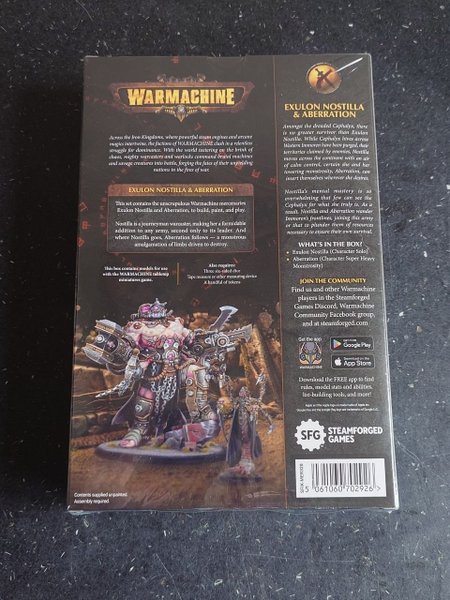 WARMACHINE
Across the Iron Kingdoms, where powerful steam engines and arcane
magics intertwine, the factions of WARMACHINE clash in a relentless
struggle for dominance. With the world teetering on the brink of
chaos, mighty warcasters and warlocks command brutal machines
and savage creatures into battle, forging the fate of their unyielding
nations in the fires of war.
EXULON NOSTILLA & ABERRATION
This set contains the unscrupulous Warmachine mercenaries
Exulon Nostilla and Aberration, to build, paint, and play.
Nostilla is a journeyman warcaster, making her a formidable
addition to any army, second only to its leader. And
where Nostilla goes, Aberration follows — a monstrous
amalgamation of limbs driven to destroy.
This box contains models for use
with the WARMACHINE tabletop
miniatures game.
Also requires:
Three six-sided dice
Tape measure or other measuring device
A handful of tokens
Contents supplied unpainted.
Assembly required.
EXULON NOSTILLA
& ABERRATION
Amongst the dreaded Cephalyx, there
is no greater survivor than Exulon
Nostilla. While Cephalyx hives across
Western Immoren have been purged, their
territories claimed by enemies, Nostilla
moves across the continent with an air
of calm control, certain she and her
towering monstrosity, Aberration, can
insert themselves wherever she desires.
Nostilla's mental mastery is so
overwhelming that few can see the
Cephalyx for what she truly is. As a
result, Nostilla and Aberration wander
Immoren's frontlines, joining this army
or that to plunder them of resources
necessary to ensure their own survival.
WHAT'S IN THE BOX?
• Exulon Nostilla (Character Solo)
• Aberration (Character Super Heavy
Monstrosity)
JOIN THE COMMUNITY
Find us and other Warmachine
players in the Steamforged
Games Discord, Warmachine
Community Facebook group,
and at steamforged.com
Get the app
GET IT ON
Google Play
Download on the
App Store
Download the FREE app to find
rules, model stats and abilities,
list-building tools, and more!
SFG
STEAMFORGED
GAMES
5 061060 702926 >